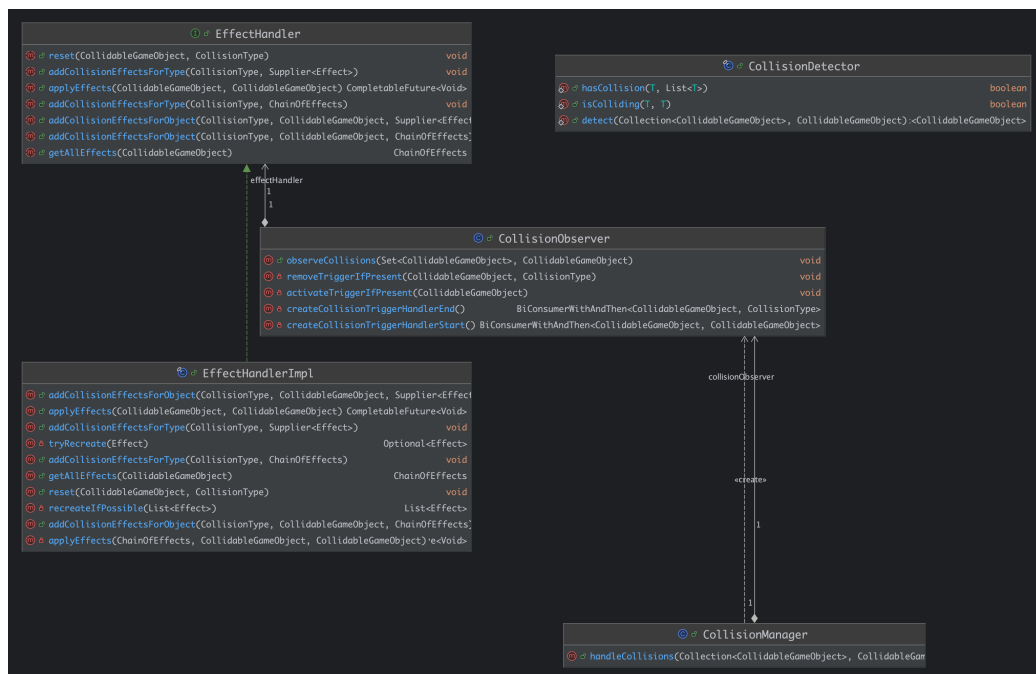 EffectHandler
reset(CollidableGameObject, CollisionType) void
addCollisionEffectsForType(CollisionType, Supplier<Effect>) void
applyEffects(CollidableGameObject, CollidableGameObject) CompletableFuture<Void>
addCollisionEffectsForType(CollisionType, ChainOfEffects) void
addCollisionEffectsForObject(CollisionType, CollidableGameObject, Supplier<Effect
addCollisionEffectsForObject(CollisionType, CollidableGameObject, ChainOfEffects)
getAllEffects(CollidableGameObject) ChainOfEffects
CollisionDetector
hasCollision(T, List<T>) boolean
isColliding(T, T) boolean
detect(Collection<CollidableGameObject>, CollidableGameObject) :<CollidableGameObject>
effectHandler
1
1
CollisionObserver
observeCollisions(Set<CollidableGameObject>, CollidableGameObject) void
removeTriggerIfPresent(CollidableGameObject, CollisionType) void
activateTriggerIfPresent(CollidableGameObject) void
createCollisionTriggerHandlerEnd() BiConsumerWithAndThen<CollidableGameObject, CollisionType>
createCollisionTriggerHandlerStart() BiConsumerWithAndThen<CollidableGameObject, CollidableGameObject>
EffectHandlerImpl
addCollisionEffectsForObject(CollisionType, CollidableGameObject, Supplier<Effect
applyEffects(CollidableGameObject, CollidableGameObject) CompletableFuture<Void>
addCollisionEffectsForType(CollisionType, Supplier<Effect>) void
tryRecreate(Effect) Optional<Effect>
addCollisionEffectsForType(CollisionType, ChainOfEffects) void
getAllEffects(CollidableGameObject) ChainOfEffects
reset(CollidableGameObject, CollisionType) void
recreateIfPossible(List<Effect>) List<Effect>
addCollisionEffectsForObject(CollisionType, CollidableGameObject, ChainOfEffects)
applyEffects(ChainOfEffects, CollidableGameObject, CollidableGameObject) e<Void>
collisionObserver
«create»
1
1
CollisionManager
handleCollisions(Collection<CollidableGameObject>, CollidableGam